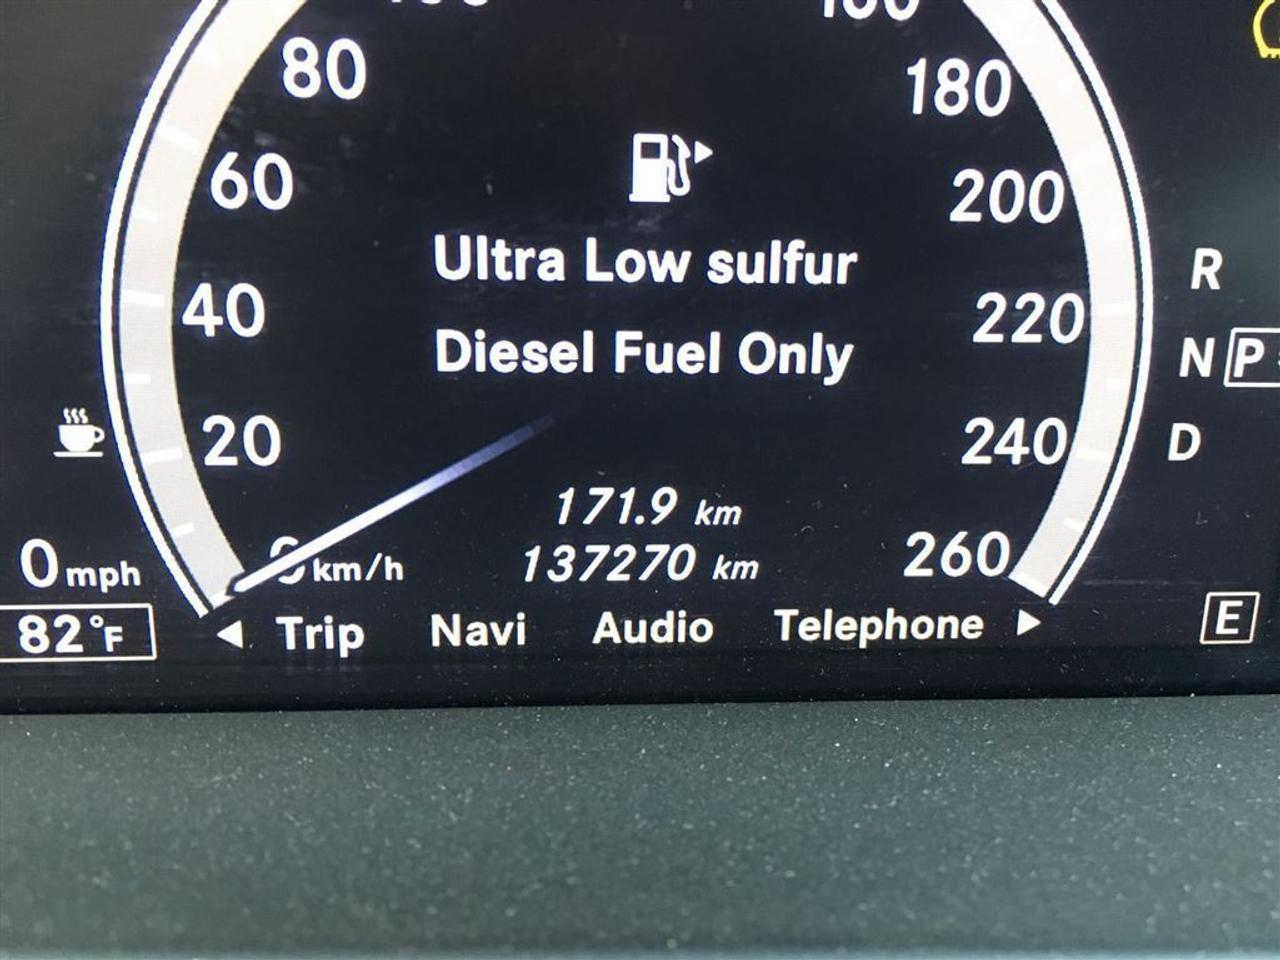 80
180
60
200
Ultra Low sulfur
R
40
220
Diesel Fuel Only
N P
20
240
D
171.9 km
0 mph
km/h
137270 km
260
82°F
Trip Navi Audio Telephone
E